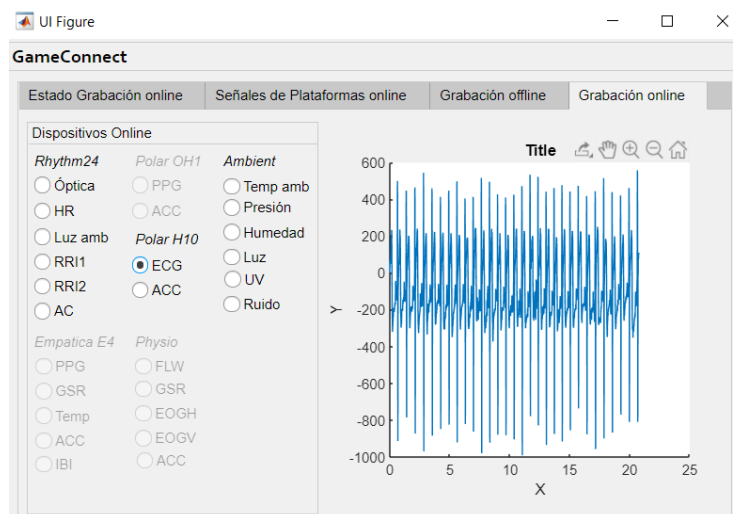 UI Figure
GameConnect
Estado Grabación online
Señales de Plataformas online
Grabación offline
Grabación online
Dispositivos Online
Rhythm24
Óptica
HR
Luz amb
RRI1
RRI2
AC
Polar OH1
PPG
ACC
Polar H10
ECG
ACC
Ambient
Temp amb
Presión
Humedad
Luz
UV
Ruido
Empatica E4
PPG
GSR
Temp
ACC
IBI
Physio
FLW
GSR
EOGH
EOGV
ACC
Title
600
400
200
0
-200
-400
-600
-800
-1000
Y
0
5
10
15
20
25
X